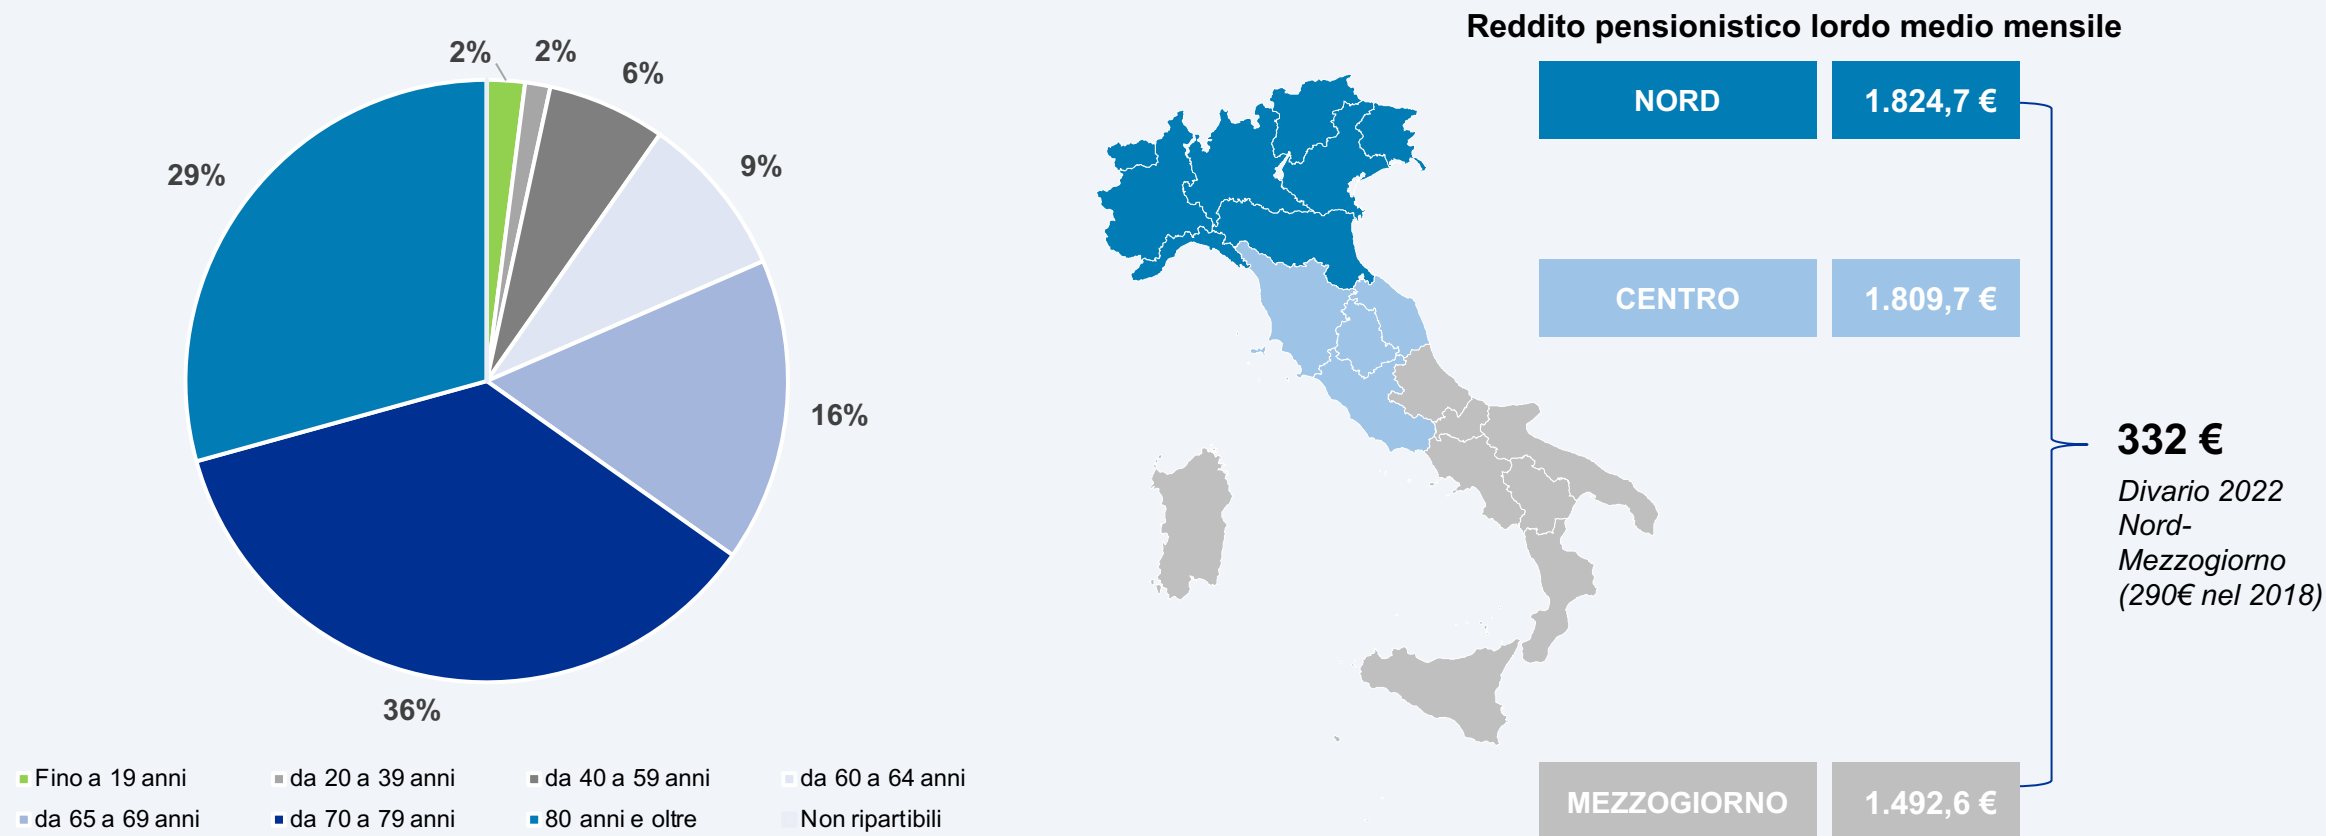 2%
2%
6%
9%
16%
36%
29%
Fino a 19 anni
da 20 a 39 anni
da 40 a 59 anni
da 60 a 64 anni
da 65 a 69 anni
da 70 a 79 anni
80 anni e oltre
Non ripartibili
Reddito pensionistico lordo medio mensile
NORD
1.824,7 €
CENTRO
1.809,7 €
MEZZOGIORNO
1.492,6 €
332 €
Divario 2022
Nord-
Mezzogiorno
(290€ nel 2018)